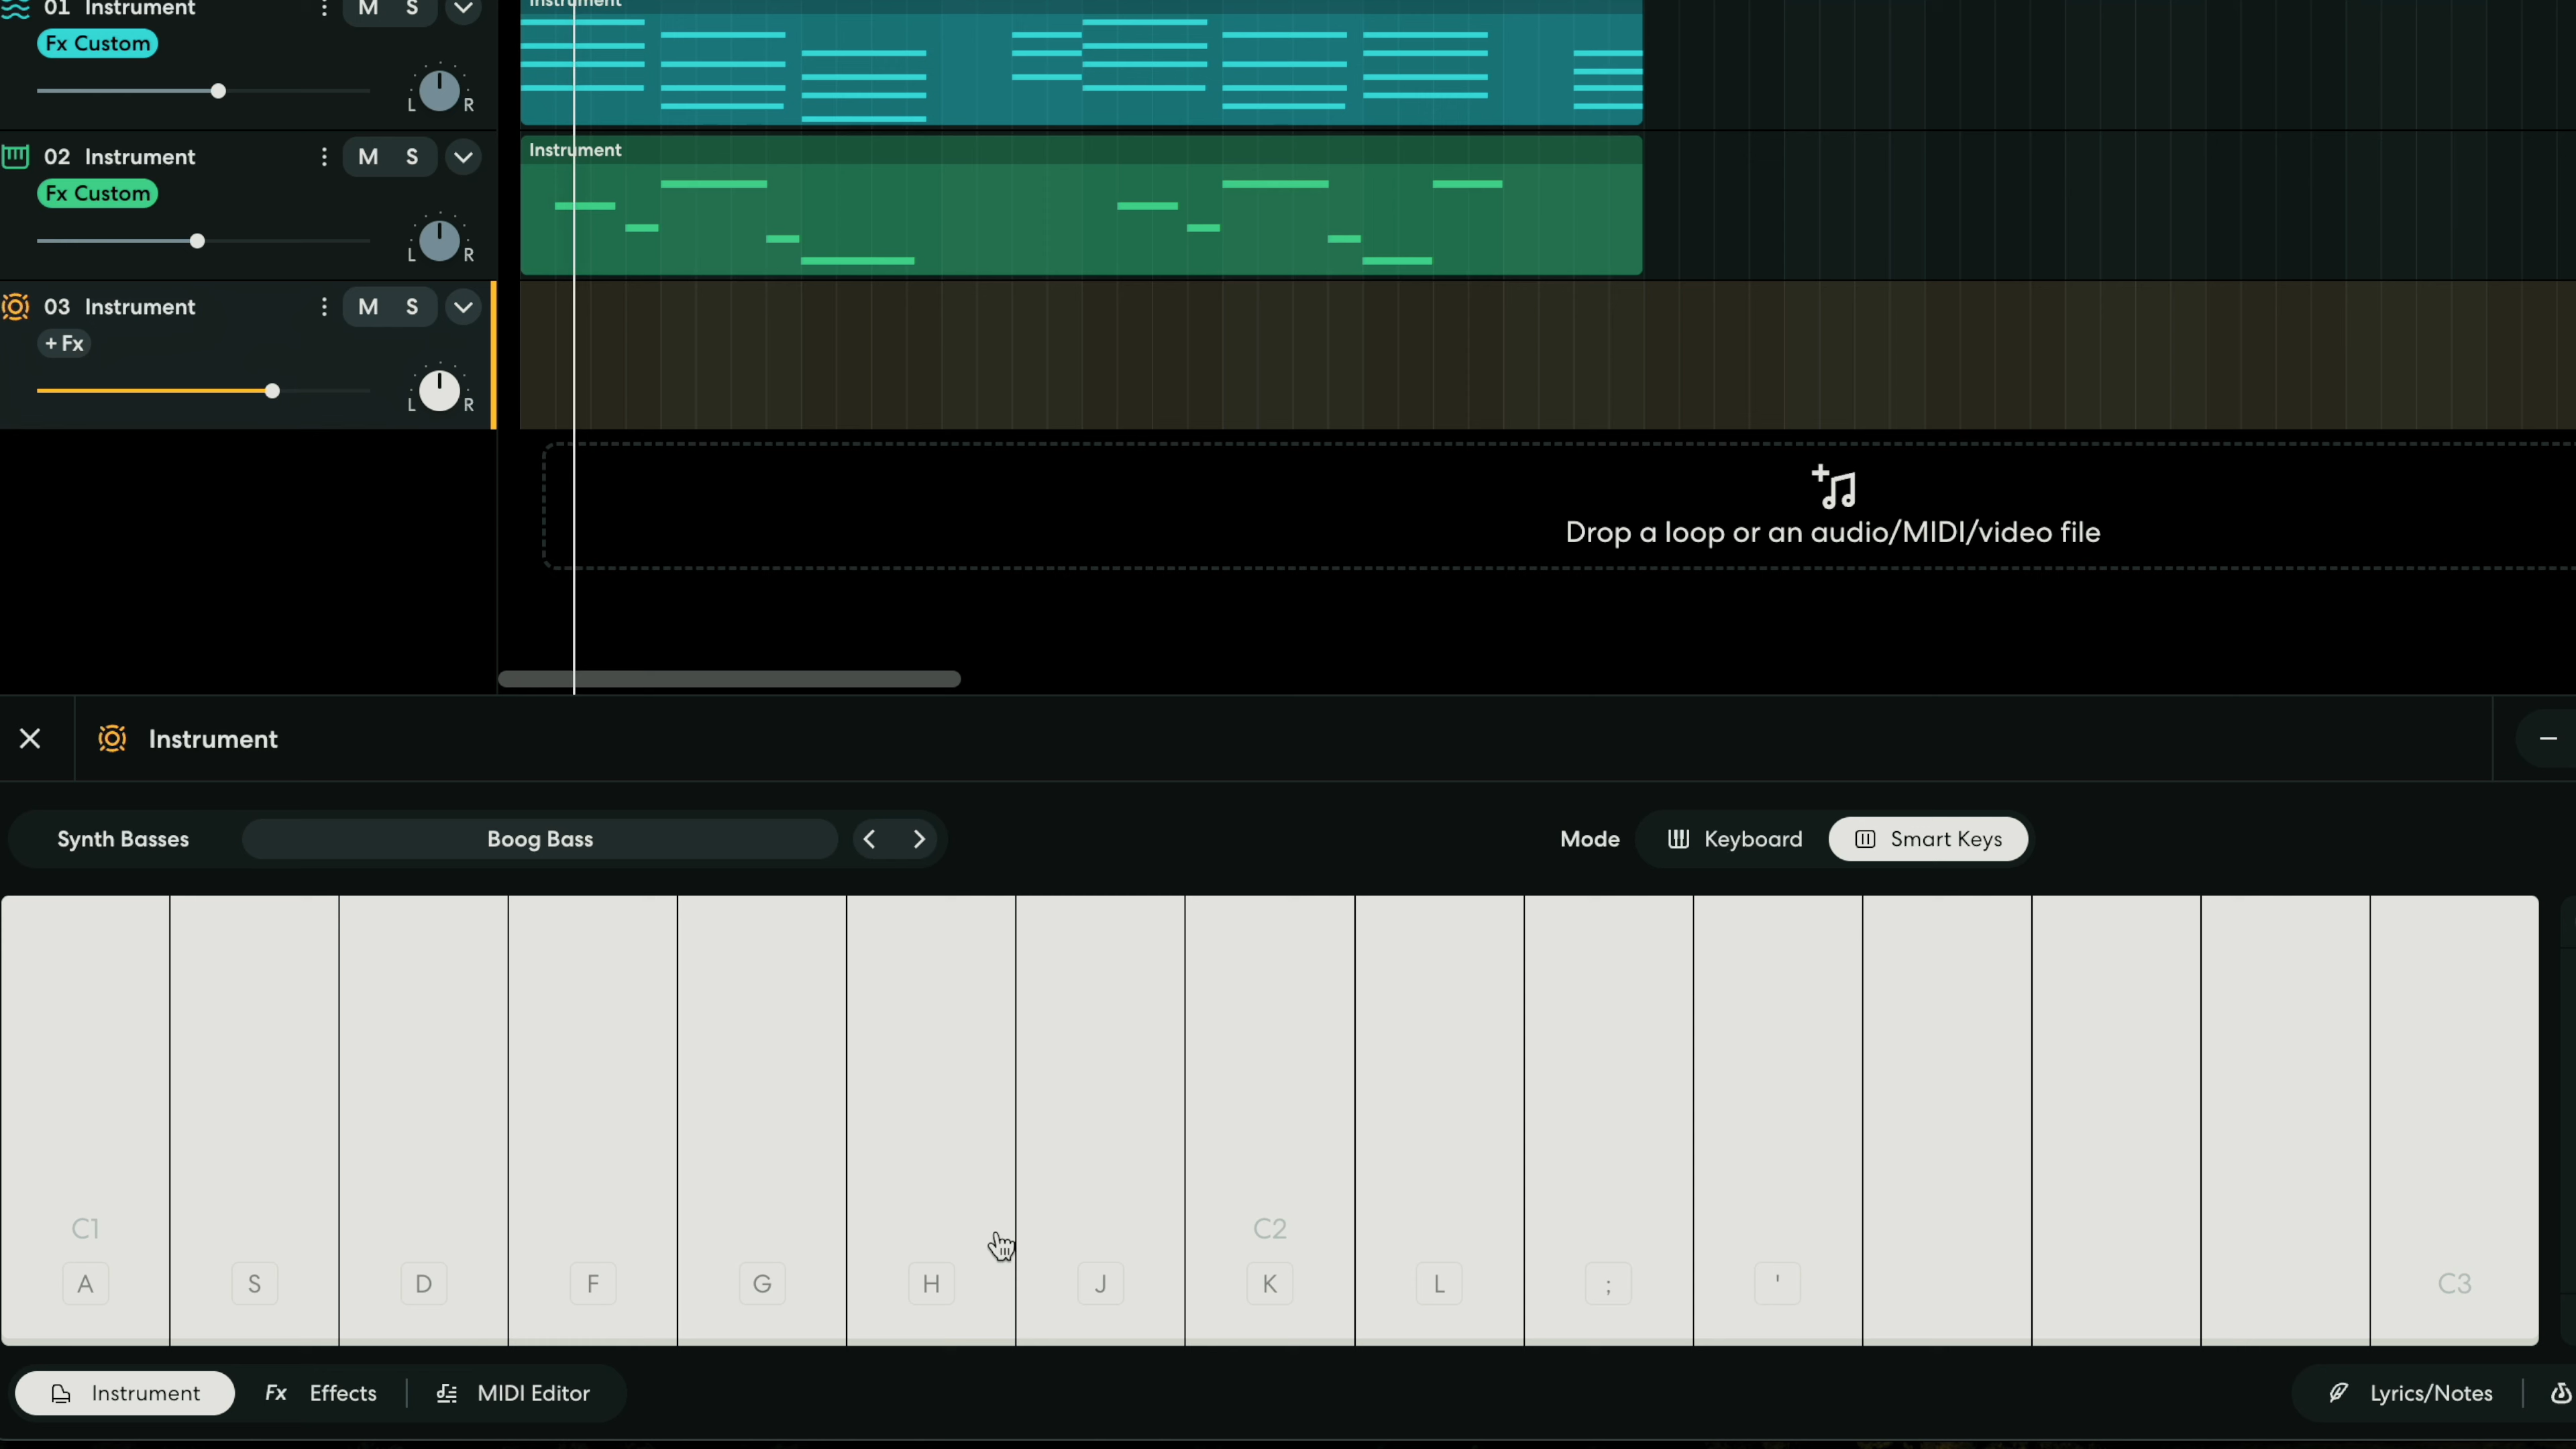 01 Instrument M S
Fx Custom
L R
Instrument
02 Instrument M S
Fx Custom
L R
Instrument
03 Instrument M S
+ Fx
L R
Drop a loop or an audio/MIDI/video file
Instrument
Synth Basses Boog Bass Mode Keyboard Smart Keys
C1 C2
A S D F G H J K L ; ' C3
Instrument Fx Effects MIDI Editor Lyrics/Notes